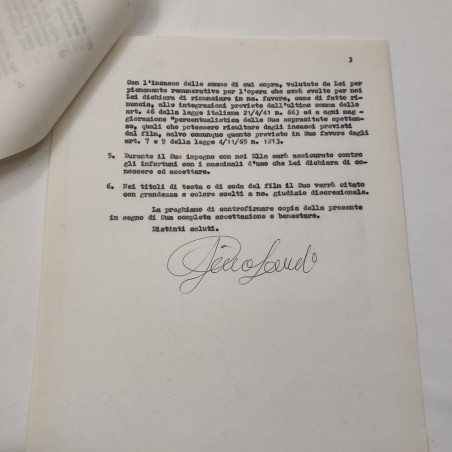 3
Con l'incasso delle somme di cui sopra, valutate da Lei per
pienamente remunerative per l'opera che avrà svolto per noi
Lei dichiara di rinunciare in ns. favore, come di fatto ri-
nuncia, alle integrazioni previste dall'ultimo comma dello
art. 46 della legge italiana 21/4/41 n. 663 ed a ogni mag-
giorazione "percentualistica delle Sue sopracitate spettan-
ze, quali che potessero risultare dagli incassi previsti
del film, salvo comunque quanto previsto in Suo favore dagli
art. 7 e 9 della legge 4/11/65 n. 1213.
5. Durante il Suo impegno con noi Ella sarà assicurato contro
gli infortuni con i massimali d'uso che Lei dichiara di co-
noscere ed accettare.
6. Nei titoli di testa o di coda del film il Suo verrà citato
con grandezza e colore scelti a ns. giudizio discrezionale.
La preghiamo di controfirmare copia della presente
in segno di Sua completa accettazione e benestare.
Distinti saluti.